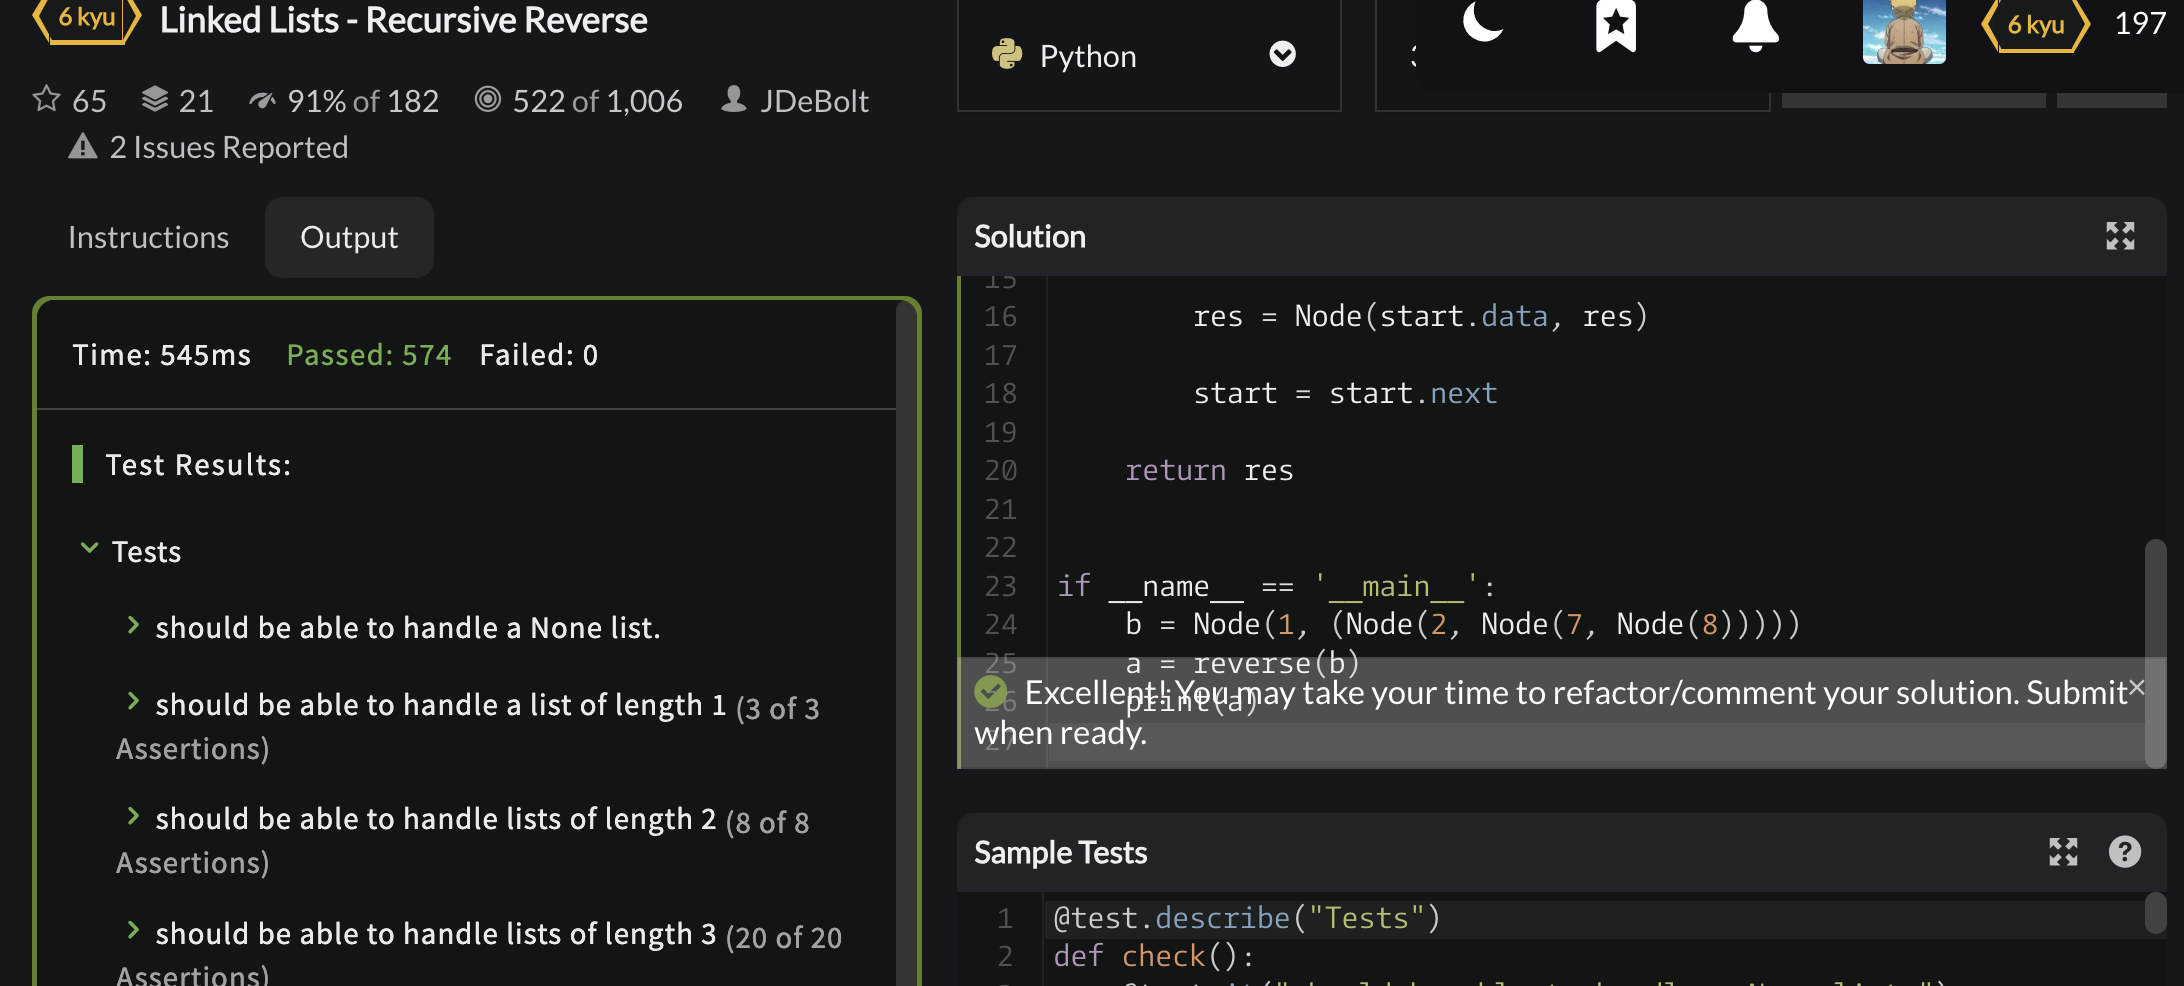 6 kyu Linked Lists - Recursive Reverse
65 21 91% of 182 522 of 1,006 JDeBolt
2 Issues Reported
Python
6 kyu 197
Instructions Output
Time: 545ms Passed: 574 Failed: 0
Test Results:
Tests
should be able to handle a None list.
should be able to handle a list of length 1 (3 of 3
Assertions)
should be able to handle lists of length 2 (8 of 8
Assertions)
should be able to handle lists of length 3 (20 of 20
Assertions)
Solution
15
16 res = Node(start.data, res)
17
18 start = start.next
19
20 return res
21
22
23 if __name__ == '__main__':
24 b = Node(1, (Node(2, Node(7, Node(8)))))
25 a = reverse(b)
26 print(a)
27
Excellent! You may take your time to refactor/comment your solution. Submit
when ready.
Sample Tests
1 @test.describe("Tests")
2 def check():